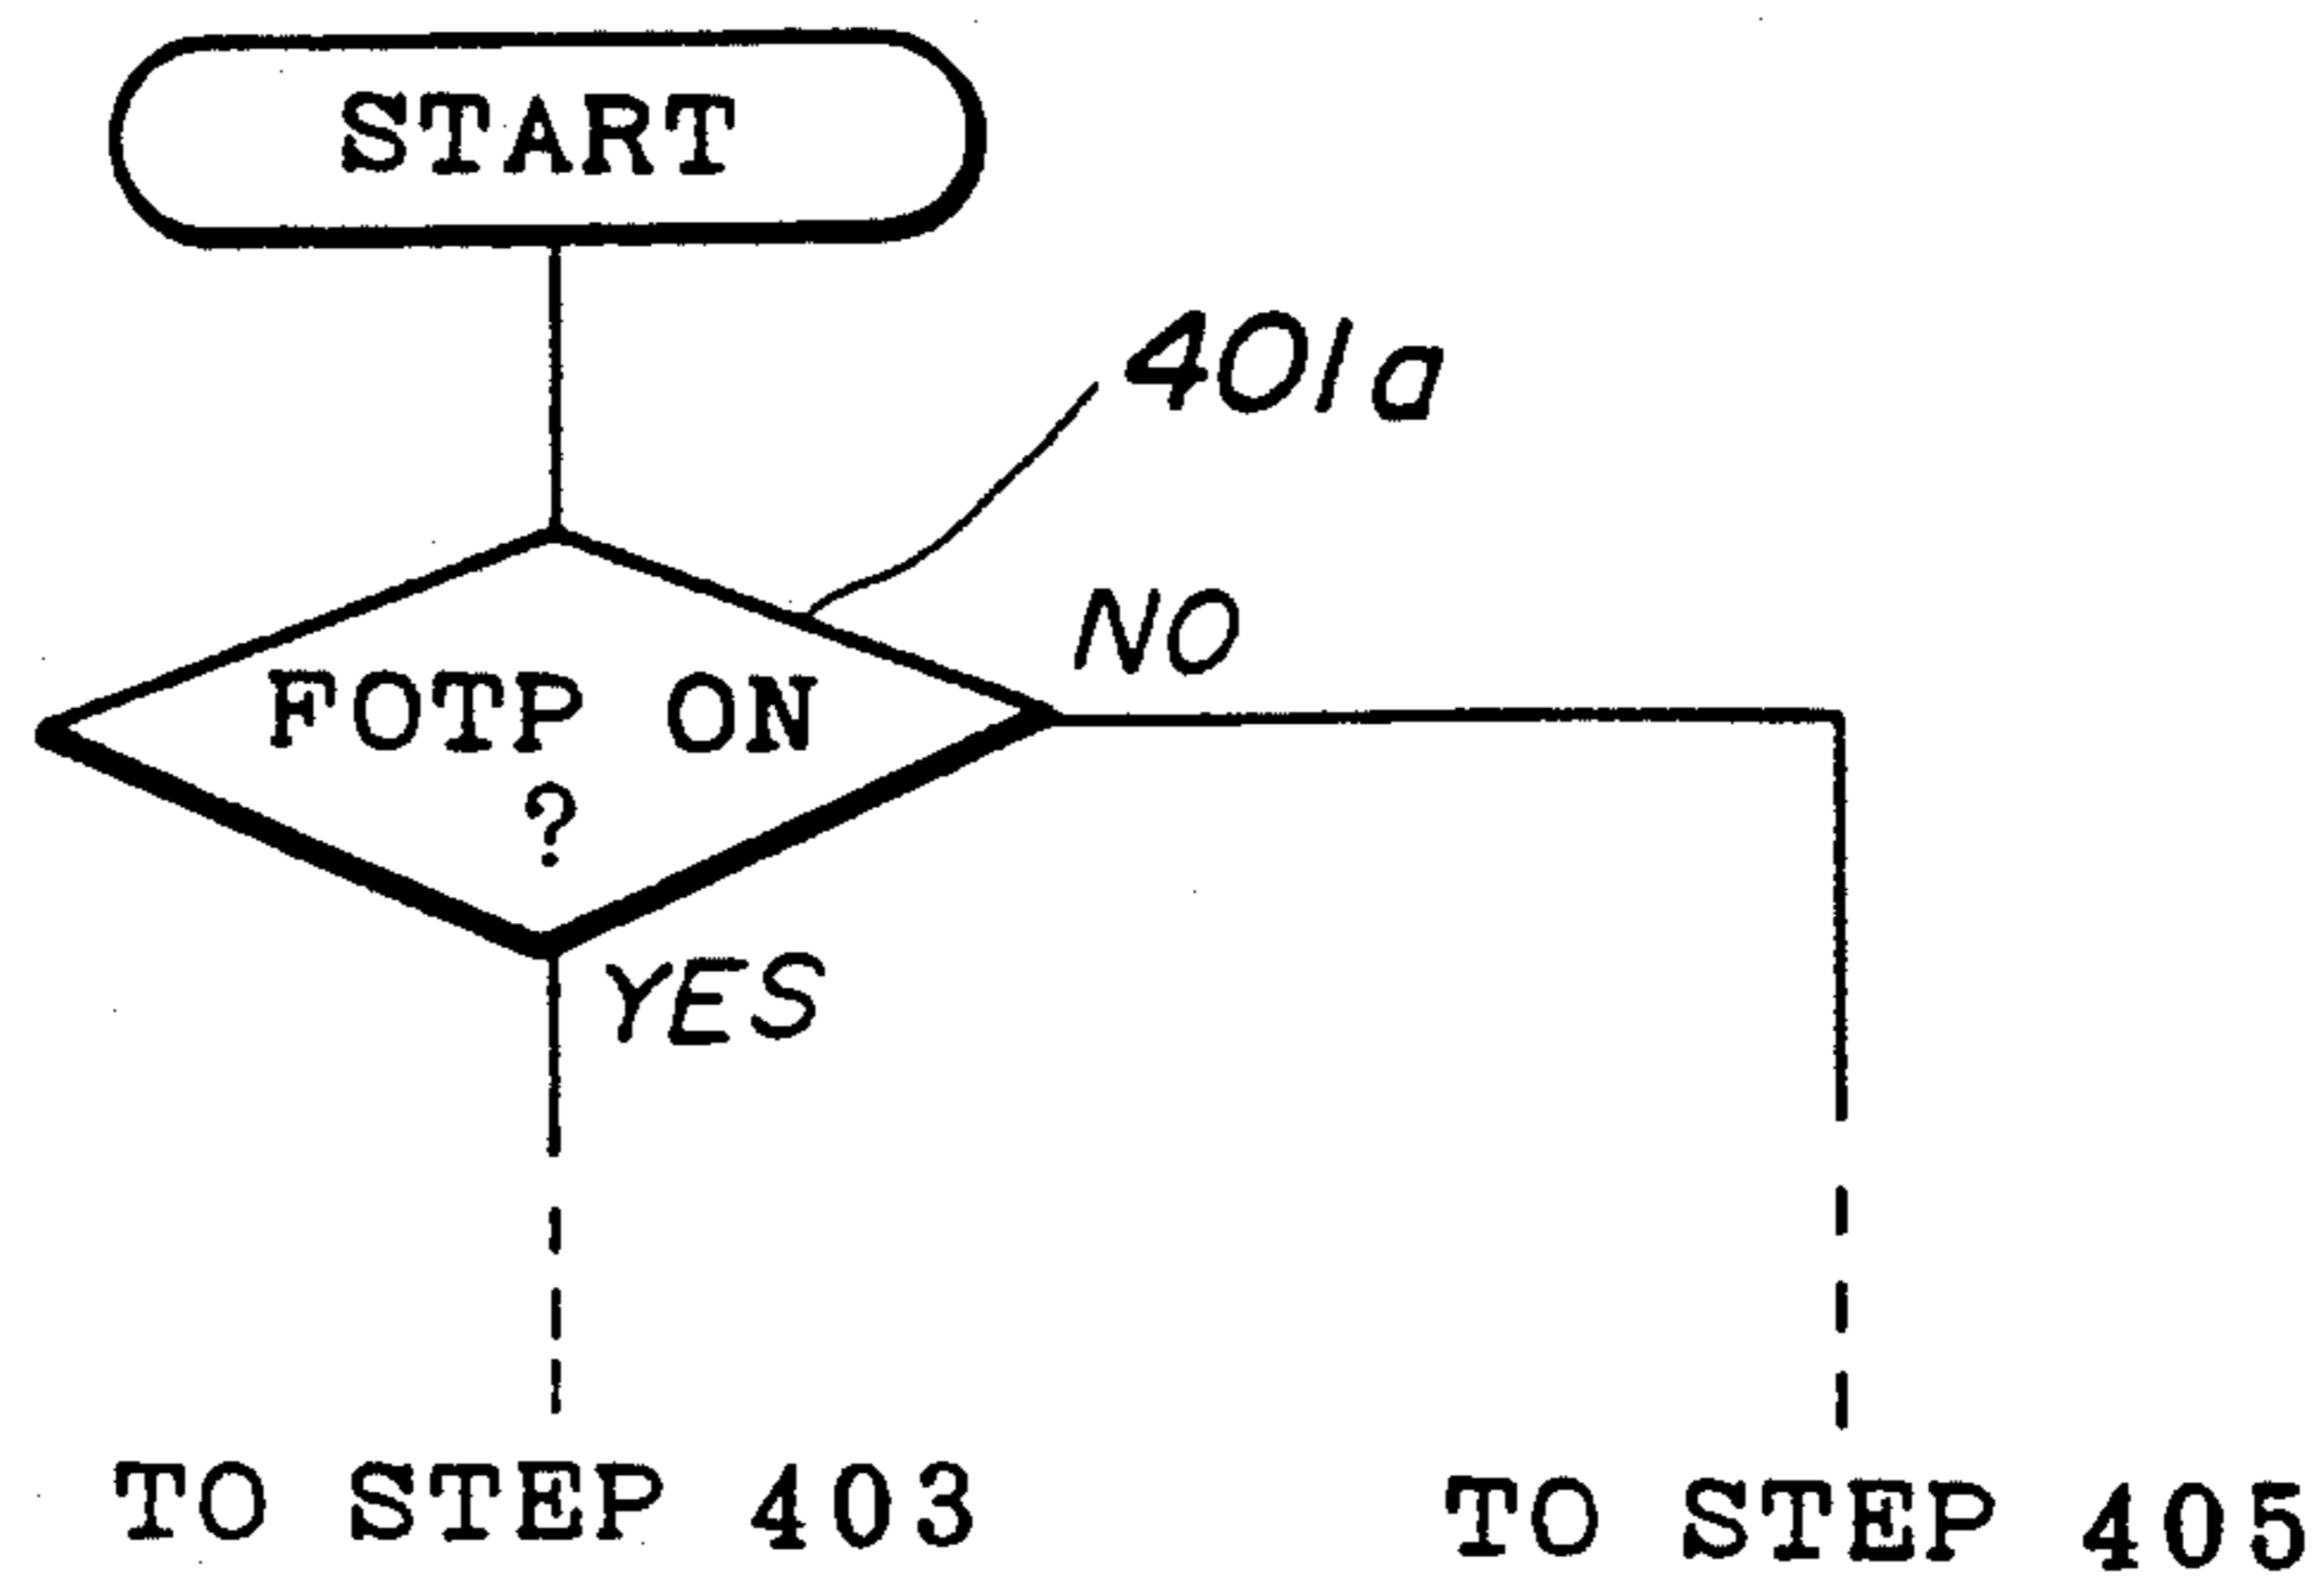 START
401a
NO
FOTP ON
?
YES
TO STEP 403
TO STEP 405